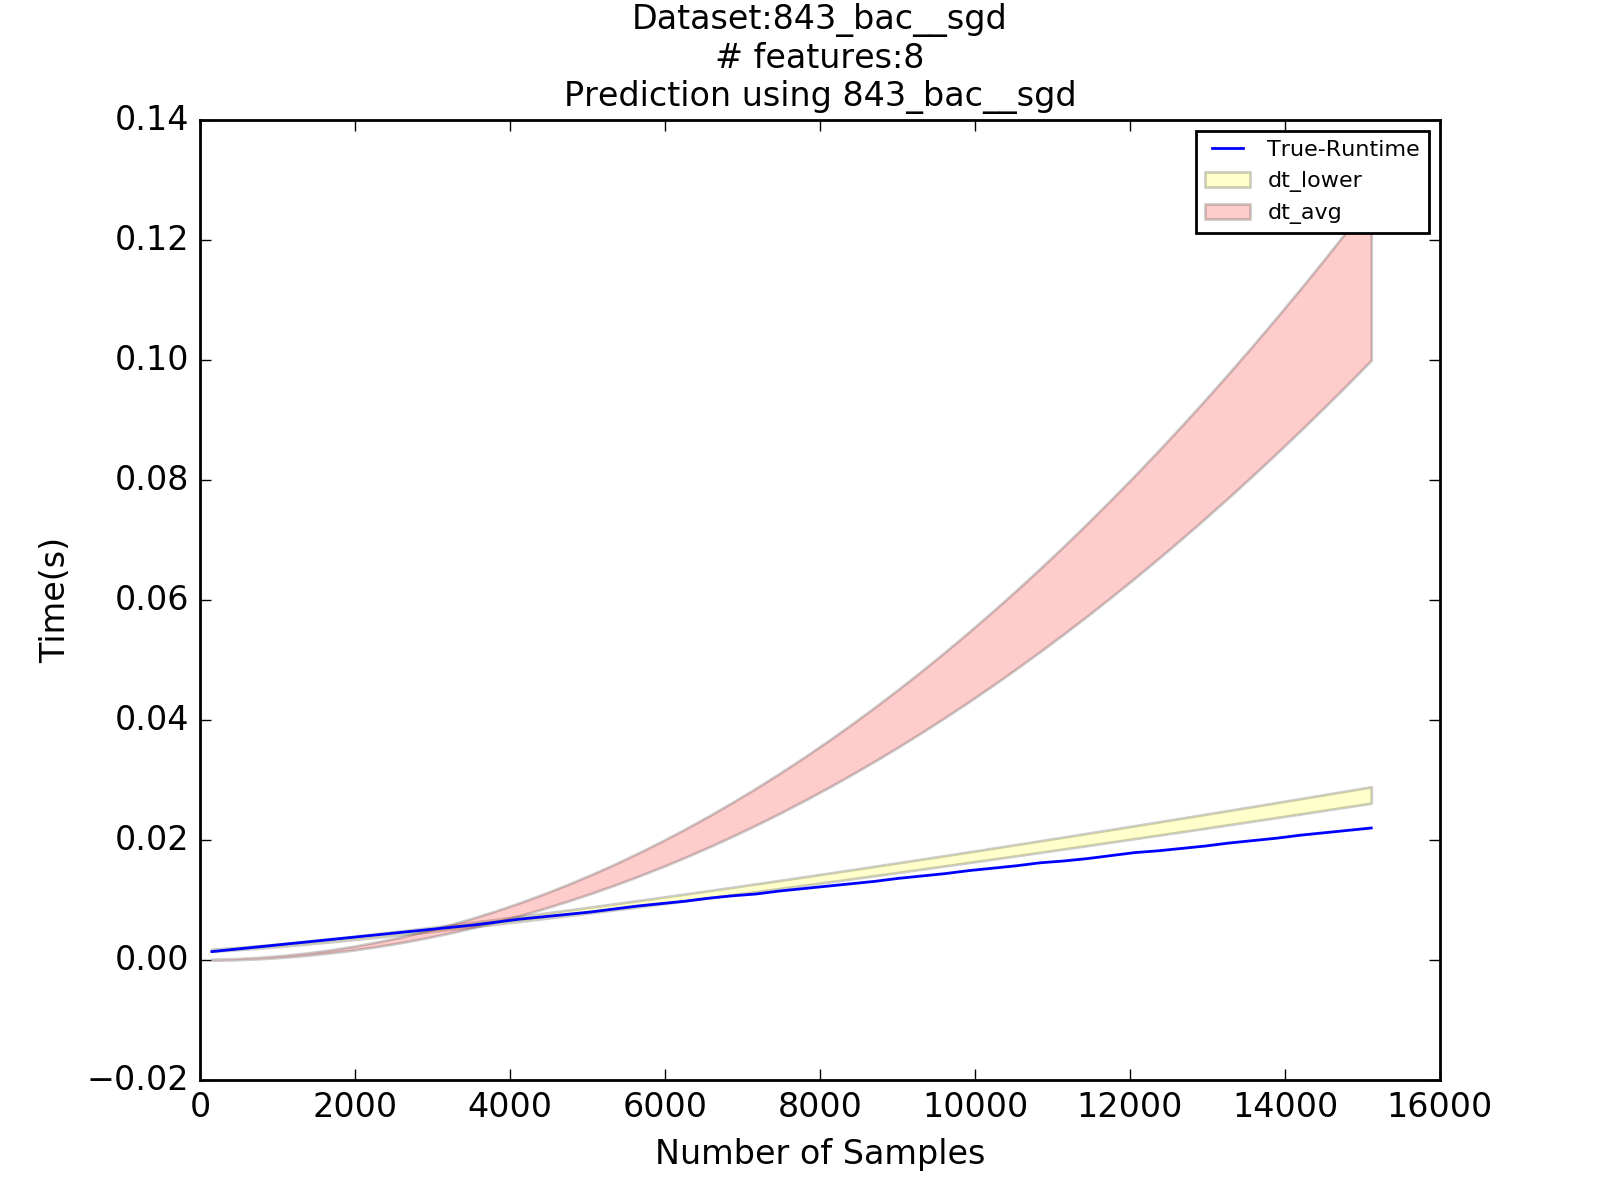 Dataset:843_bac__sgd
# features:8
Prediction using 843_bac__sgd
0.14
0.12
0.10
0.08
0.06
0.04
0.02
0.00
−0.02
Time(s)
True-Runtime
dt_lower
dt_avg
0 2000 4000 6000 8000 10000 12000 14000 16000
Number of Samples